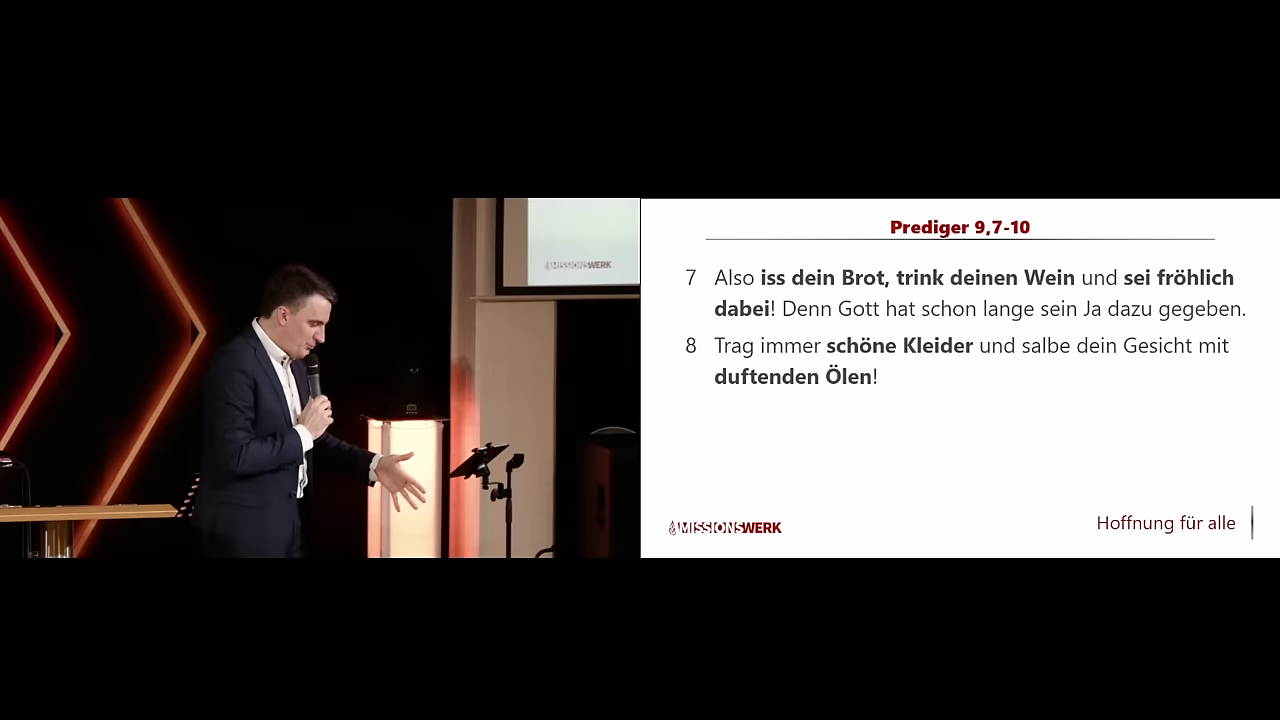 MISSIONSWERK
Prediger 9,7-10
7 Also iss dein Brot, trink deinen Wein und sei fröhlich
dabei! Denn Gott hat schon lange sein Ja dazu gegeben.
8 Trag immer schöne Kleider und salbe dein Gesicht mit
duftenden Ölen!
MISSIONSWERK
Hoffnung für alle